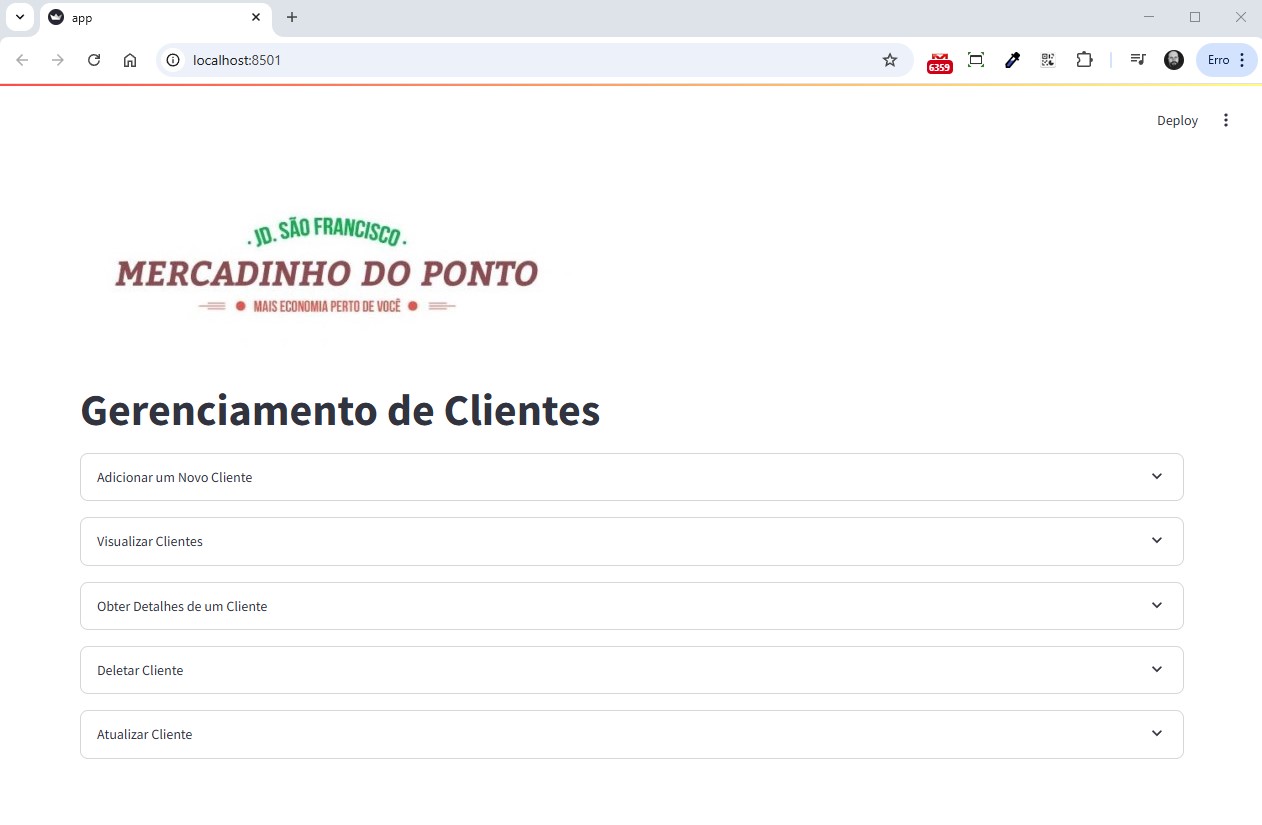 app
localhost:8501
6359
Erro
Deploy
· JD. SÃO FRANCISCO ·
MERCADINHO DO PONTO
MAIS ECONOMIA PERTO DE VOCÊ
Gerenciamento de Clientes
Adicionar um Novo Cliente
Visualizar Clientes
Obter Detalhes de um Cliente
Deletar Cliente
Atualizar Cliente